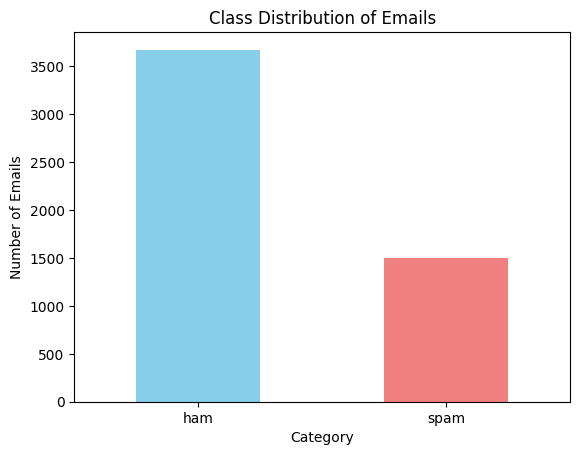 Class Distribution of Emails
Number of Emails
3500
3000
2500
2000
1500
1000
500
0
ham
spam
Category